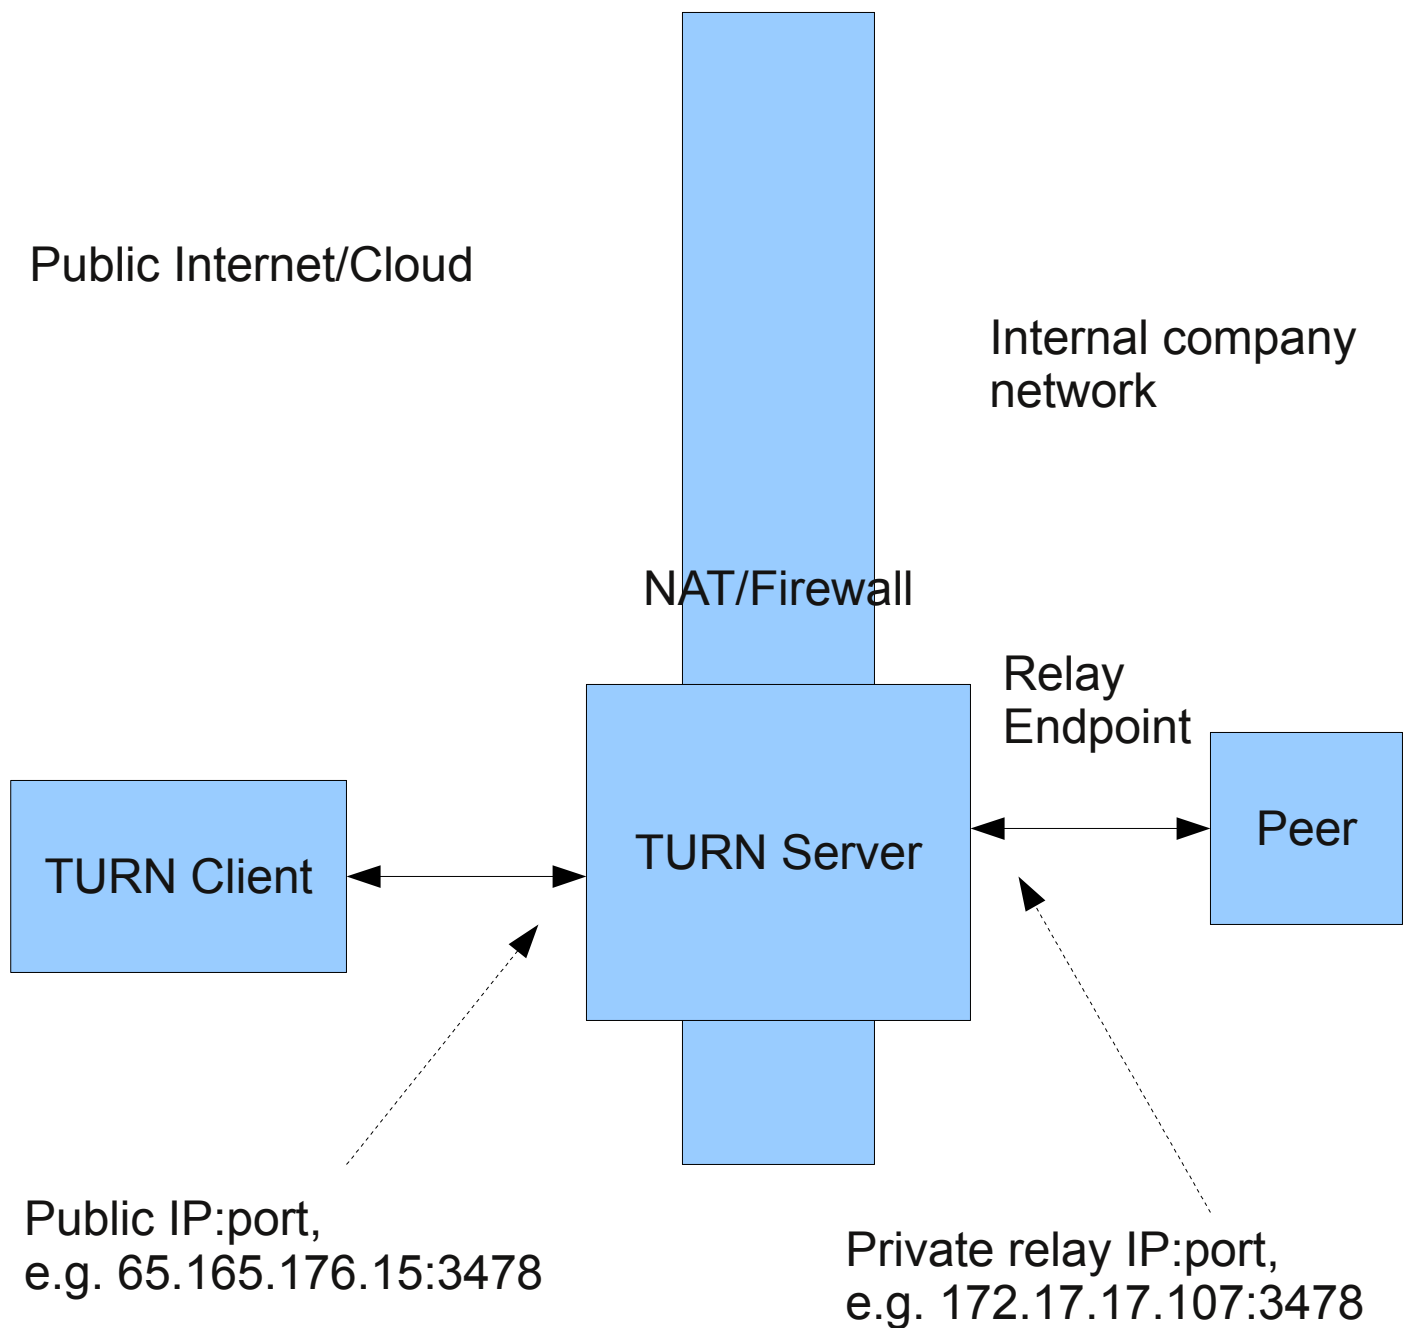 Public Internet/Cloud
Internal company
network
NAT/Firewall
Relay
Endpoint
TURN Client
TURN Server
Peer
Public IP:port,
e.g. 65.165.176.15:3478
Private relay IP:port,
e.g. 172.17.17.107:3478